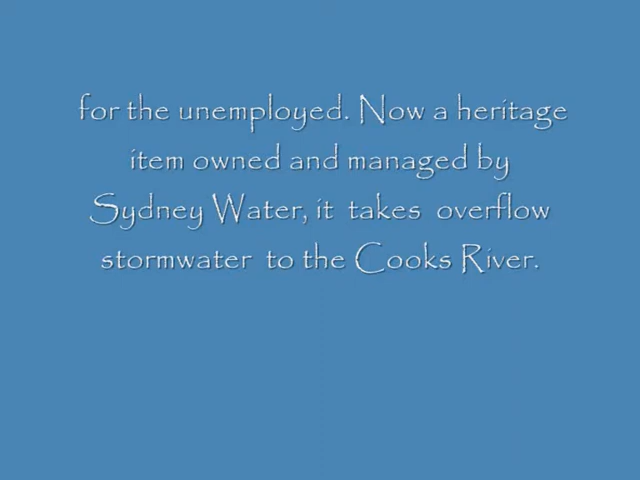 for the unemployed. Now a heritage
item owned and managed by
Sydney Water, it takes overflow
stormwater to the Cooks River.